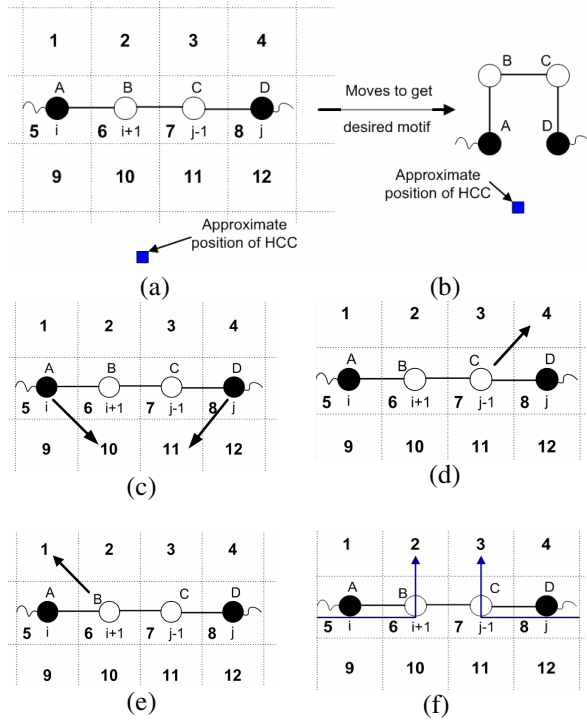 1 2 3 4
A B C D
5 i 6 i+1 7 j-1 8 j
9 10 11 12
Approximate
position of HCC
(a)
Moves to get
desired motif
B C
A D
Approximate
position of HCC
(b)
1 2 3 4
A B C D
5 i 6 i+1 7 j-1 8 j
9 10 11 12
(c)
1 2 3 4
A B C D
5 i 6 i+1 7 j-1 8 j
9 10 11 12
(d)
1 2 3 4
A B C D
5 i 6 i+1 7 j-1 8 j
9 10 11 12
(e)
1 2 3 4
A B C D
5 i 6 i+1 7 j-1 8 j
9 10 11 12
(f)